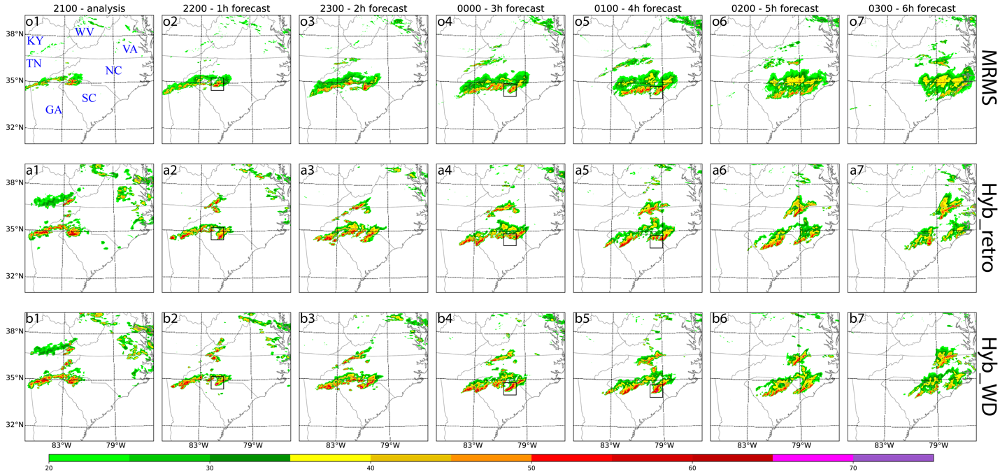 2100 - analysis 2200 - 1h forecast 2300 - 2h forecast 0000 - 3h forecast 0100 - 4h forecast 0200 - 5h forecast 0300 - 6h forecast
o1 o2 o3 o4 o5 o6 o7
38°N
WV
KY
VA
TN
NC
35°N
SC
GA
32°N
MRMS
a1 a2 a3 a4 a5 a6 a7
38°N
35°N
32°N
Hyb_retro
b1 b2 b3 b4 b5 b6 b7
38°N
35°N
32°N
Hyb_WD
83°W 79°W 83°W 79°W 83°W 79°W 83°W 79°W 83°W 79°W 83°W 79°W 83°W 79°W
20 30 40 50 60 70